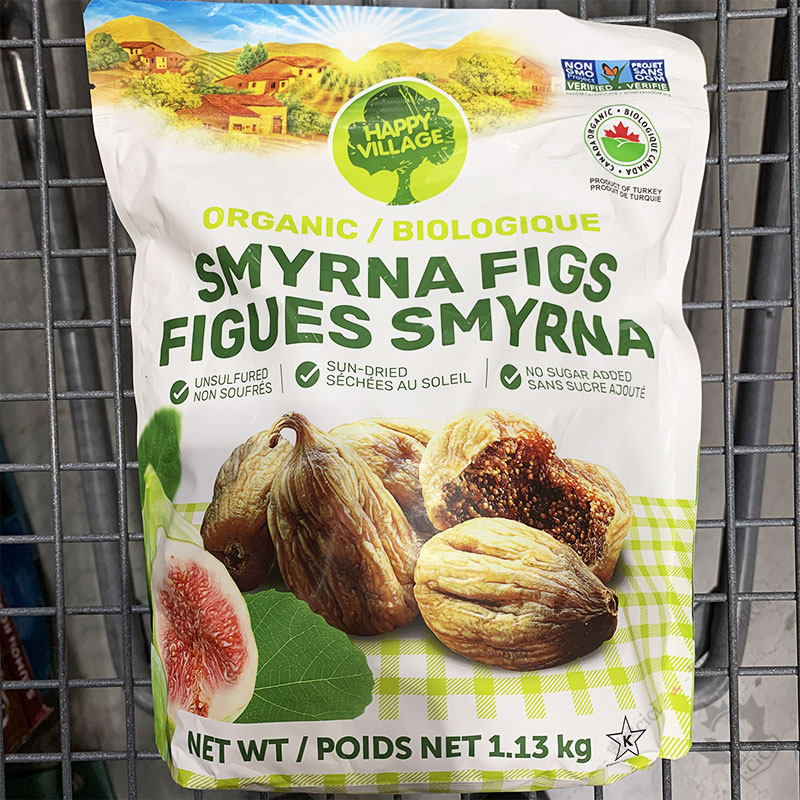 HAPPY
VILLAGE
NON
GMO
Project
VERIFIED
PROJET
SANS
OGM
VÉRIFIÉ
CANADA ORGANIC • BIOLOGIQUE CANADA •
PRODUCT OF TURKEY
PRODUIT DE TURQUIE
ORGANIC / BIOLOGIQUE
SMYRNA FIGS
FIGUES SMYRNA
UNSULFURED
NON SOUFRÉS
SUN-DRIED
SÉCHÉES AU SOLEIL
NO SUGAR ADDED
SANS SUCRE AJOUTÉ
NET WT / POIDS NET 1.13 kg
K